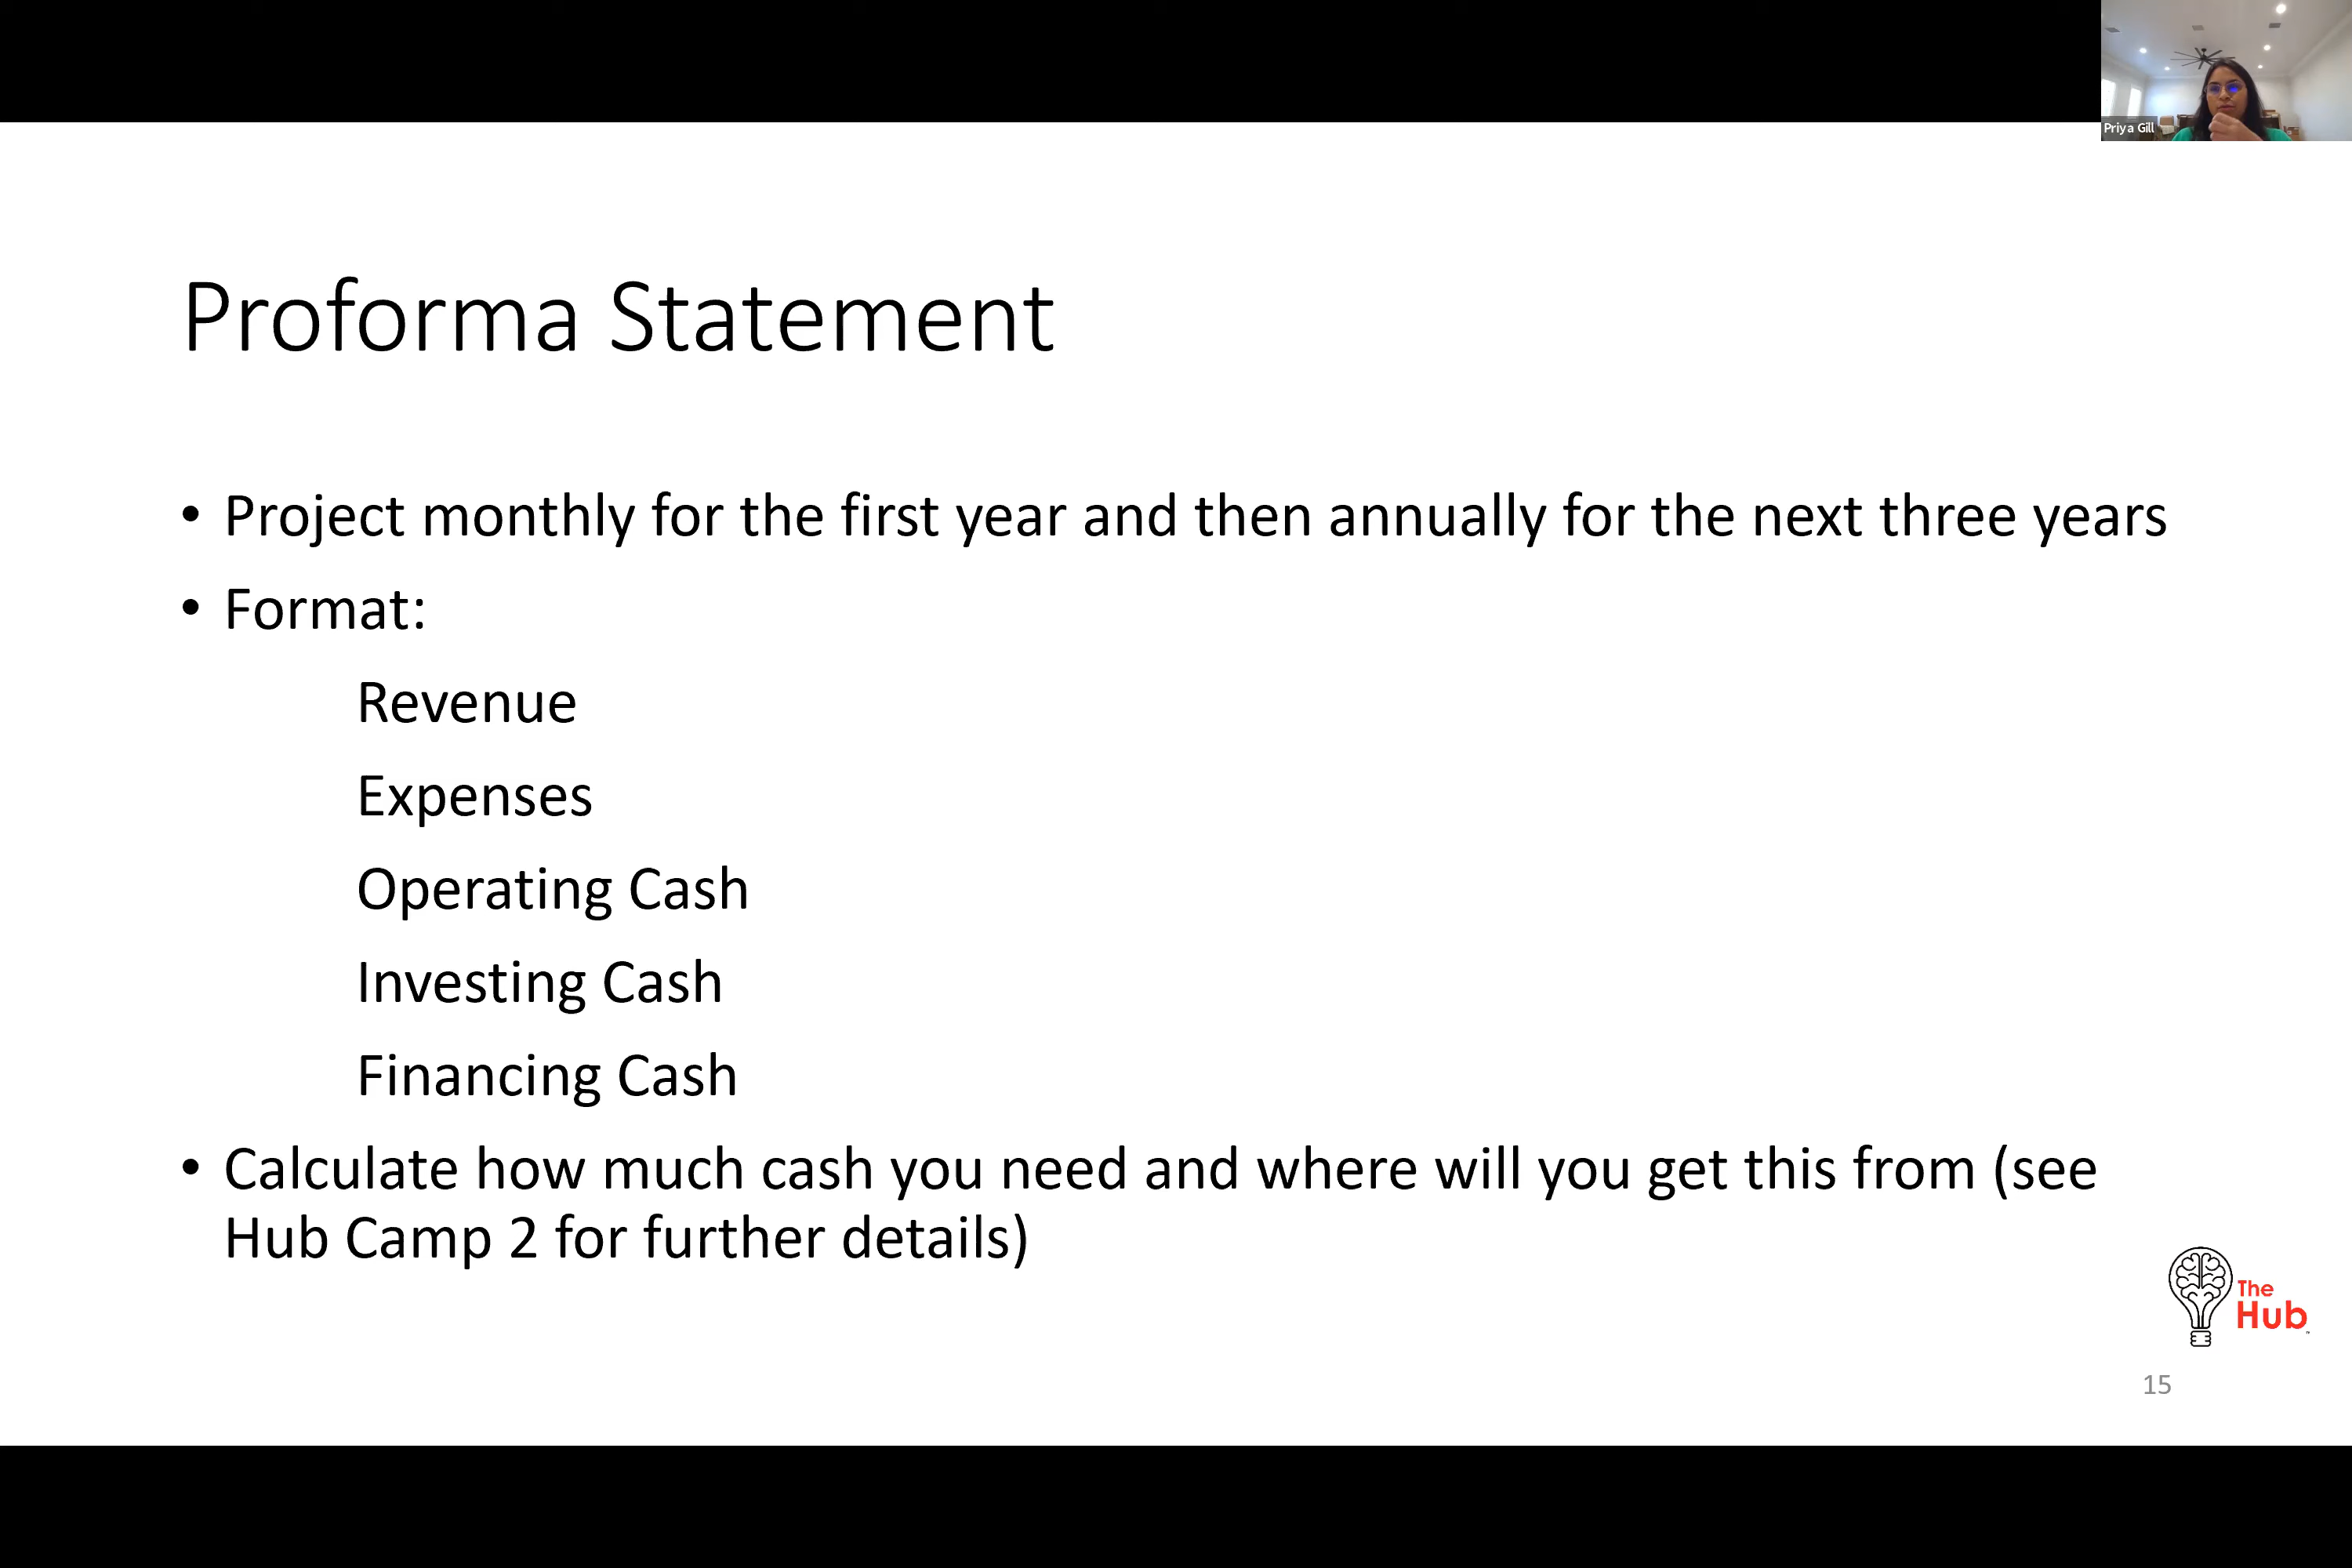 Priya Gill
Proforma Statement
• Project monthly for the first year and then annually for the next three years
• Format:
Revenue
Expenses
Operating Cash
Investing Cash
Financing Cash
• Calculate how much cash you need and where will you get this from (see
Hub Camp 2 for further details)
The
Hub™
15